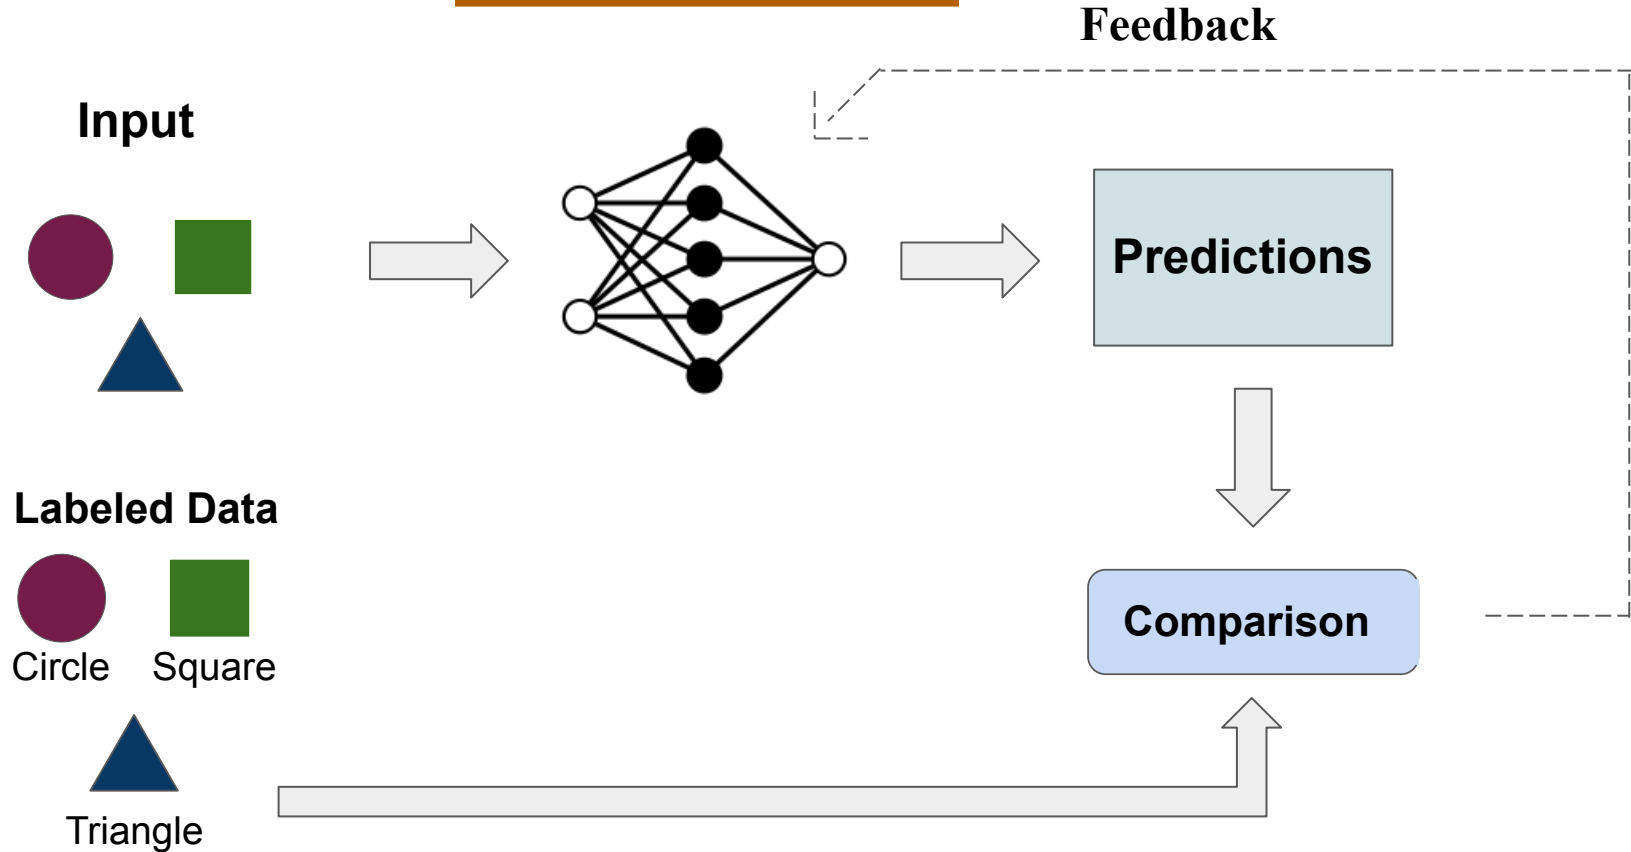 Feedback
Input
Predictions
Labeled Data
Circle
Square
Comparison
Triangle